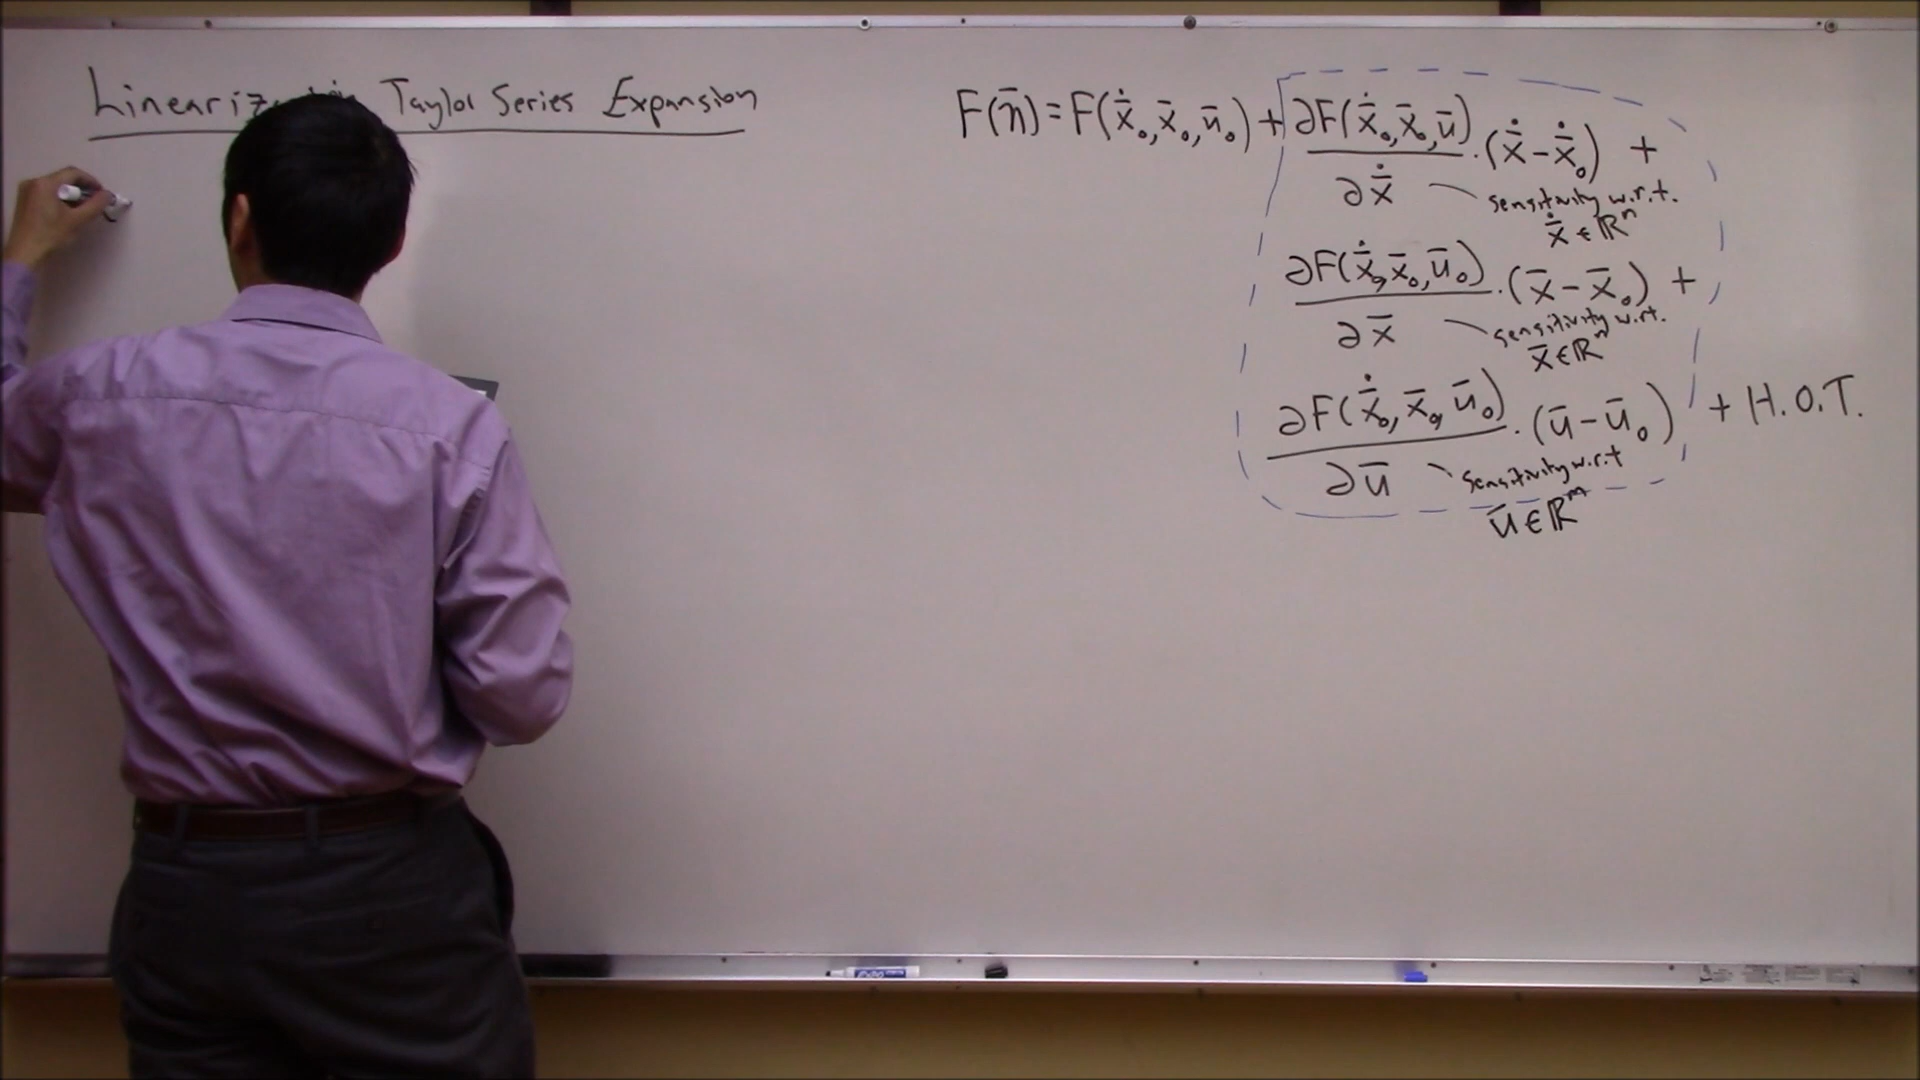 Taylor Series Expansion
F(n̄) = F(ẋ̄₀, x̄₀, ū₀) + ∂F(ẋ̄₀, x̄₀, ū)/∂ẋ̄ · (ẋ̄ - ẋ̄₀) +
sensitivity w.r.t.
ẋ̄ ∈ ℝⁿ
∂F(ẋ̄₀, x̄₀, ū₀)/∂x̄ · (x̄ - x̄₀) +
sensitivity w.r.t.
x̄ ∈ ℝⁿ
∂F(ẋ̄₀, x̄₀, ū₀)/∂ū · (ū - ū₀) + H.O.T.
sensitivity w.r.t
ū ∈ ℝᵐ